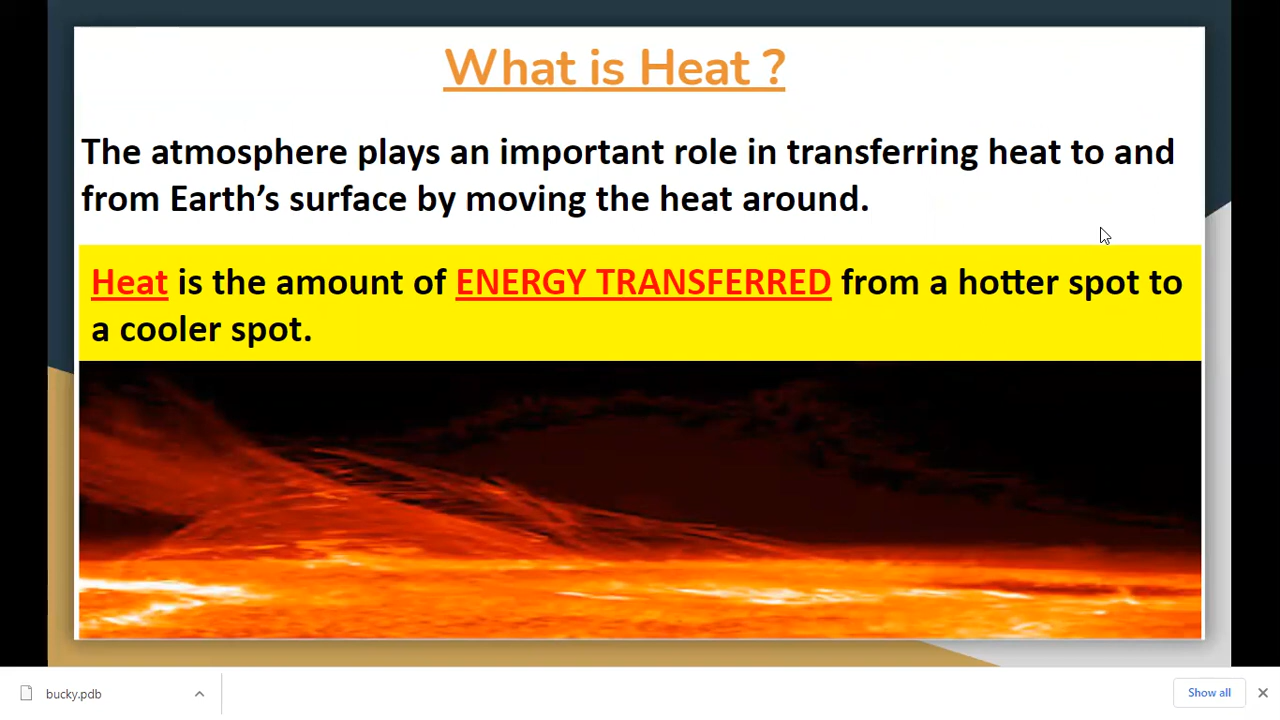 What is Heat ?
The atmosphere plays an important role in transferring heat to and
from Earth’s surface by moving the heat around.
Heat is the amount of ENERGY TRANSFERRED from a hotter spot to
a cooler spot.
bucky.pdb
Show all